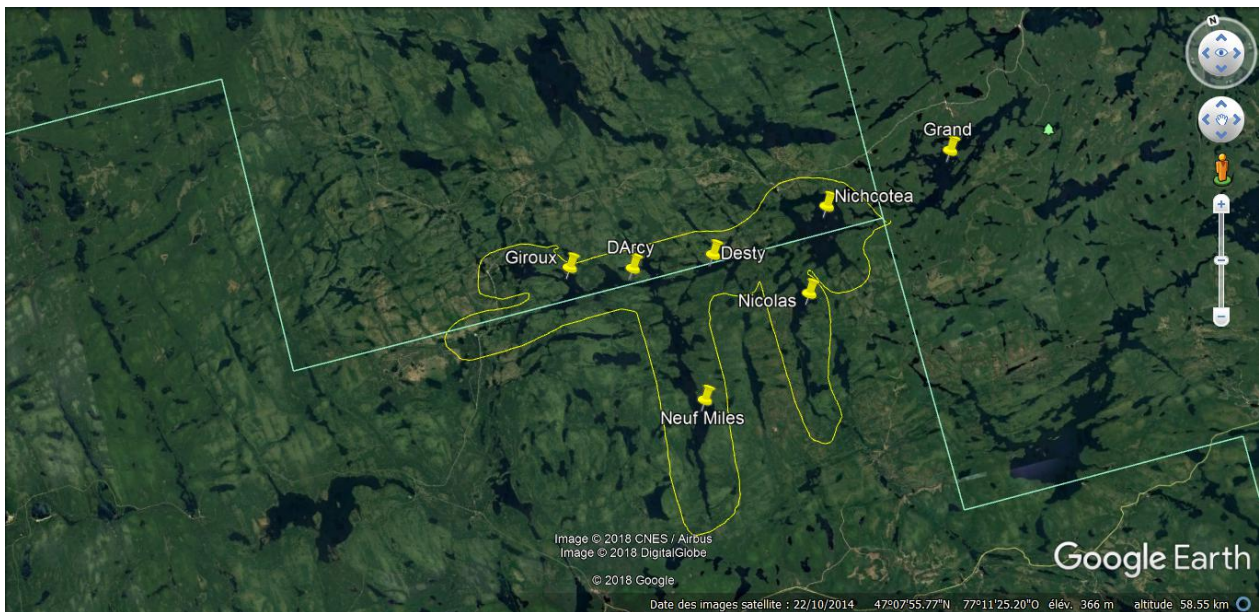 N
Grand
Nichcotea
DArcy
Giroux
Desty
Nicolas
Neuf Miles
Image © 2018 CNES / Airbus
Image © 2018 DigitalGlobe
© 2018 Google
Google Earth
Date des images satellite : 22/10/2014 47°07'55.77"N 77°11'25.20"O élév. 366 m altitude 58.55 km